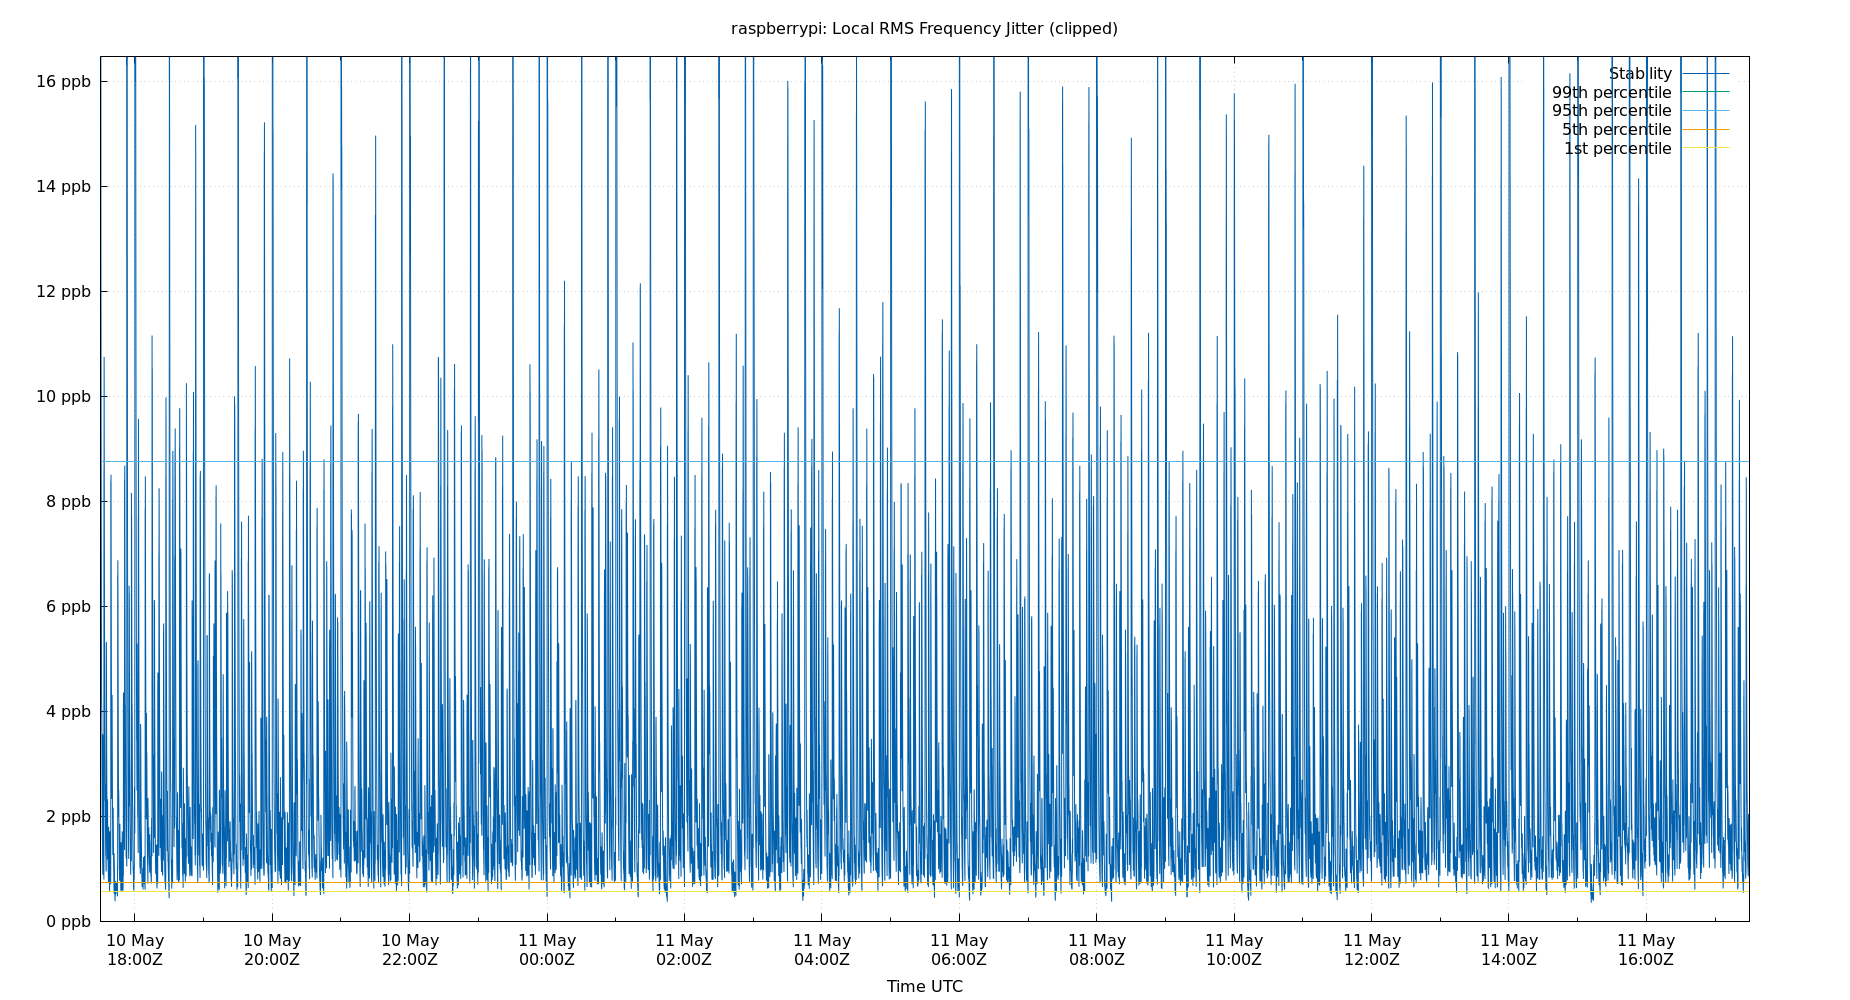 raspberrypi: Local RMS Frequency Jitter (clipped)
16 ppb
14 ppb
12 ppb
10 ppb
8 ppb
6 ppb
4 ppb
2 ppb
0 ppb
Stability
99th percentile
95th percentile
5th percentile
1st percentile
10 May 10 May 10 May 11 May 11 May 11 May 11 May 11 May 11 May 11 May 11 May 11 May
18:00Z 20:00Z 22:00Z 00:00Z 02:00Z 04:00Z 06:00Z 08:00Z 10:00Z 12:00Z 14:00Z 16:00Z
Time UTC